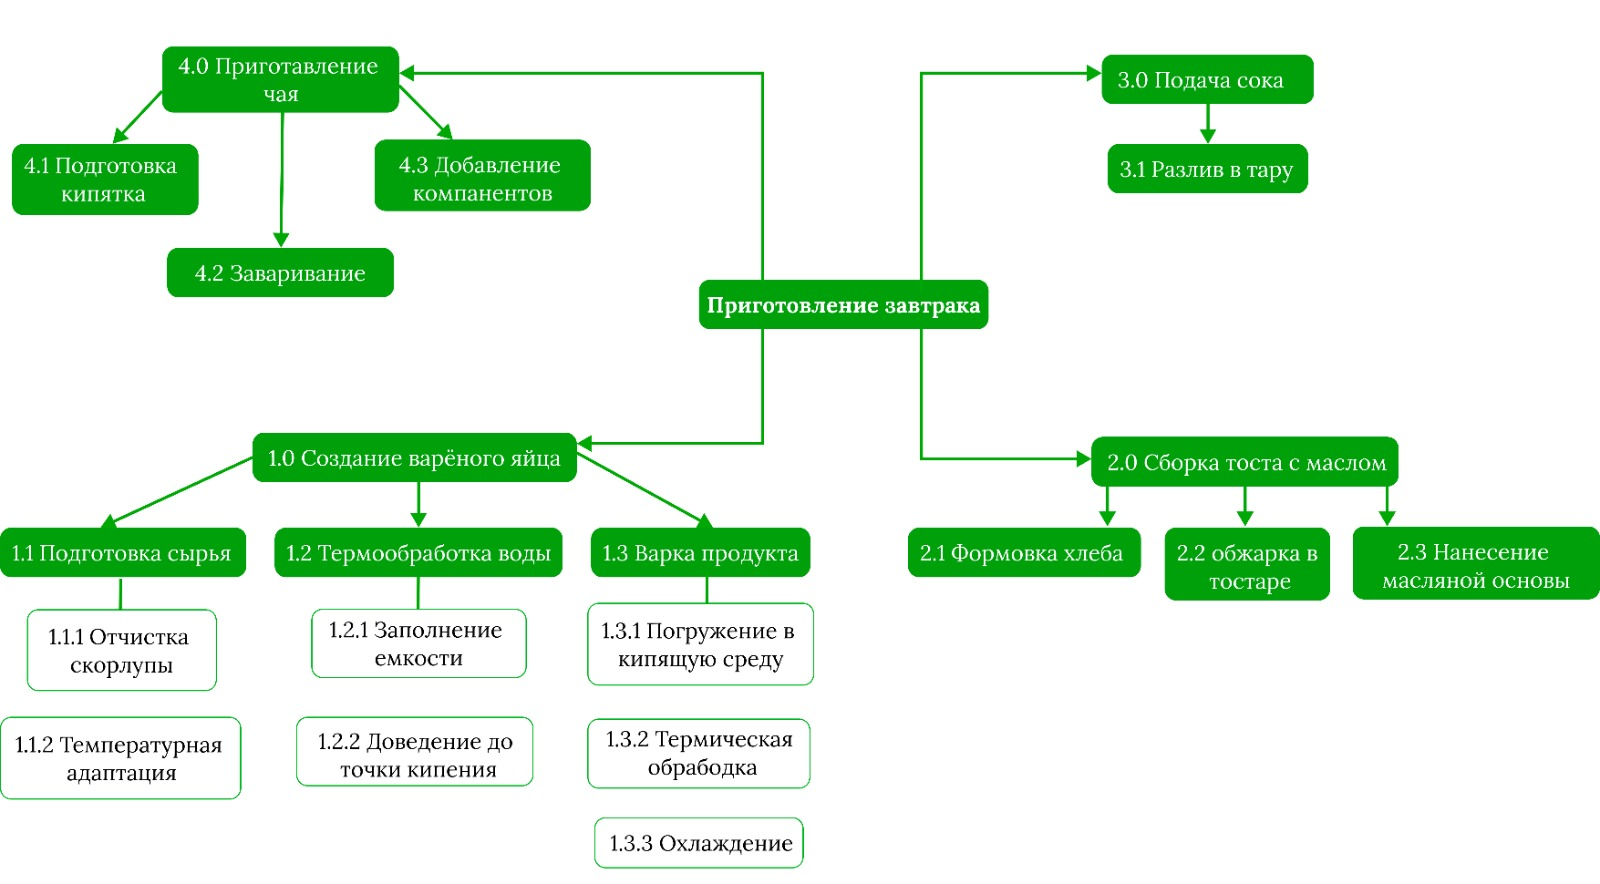 4.0 Приготавление
чая
4.1 Подготовка
кипятка
4.2 Заваривание
4.3 Добавление
компанентов
3.0 Подача сока
3.1 Разлив в тару
Приготовление завтрака
1.0 Создание варёного яйца
1.1 Подготовка сырья
1.1.1 Отчистка
скорлупы
1.1.2 Температурная
адаптация
1.2 Термообработка воды
1.2.1 Заполнение
емкости
1.2.2 Доведение до
точки кипения
1.3 Варка продукта
1.3.1 Погружение в
кипящую среду
1.3.2 Термическая
обрабодка
1.3.3 Охлаждение
2.0 Сборка тоста с маслом
2.1 Формовка хлеба
2.2 обжарка в
тостаре
2.3 Нанесение
масляной основы